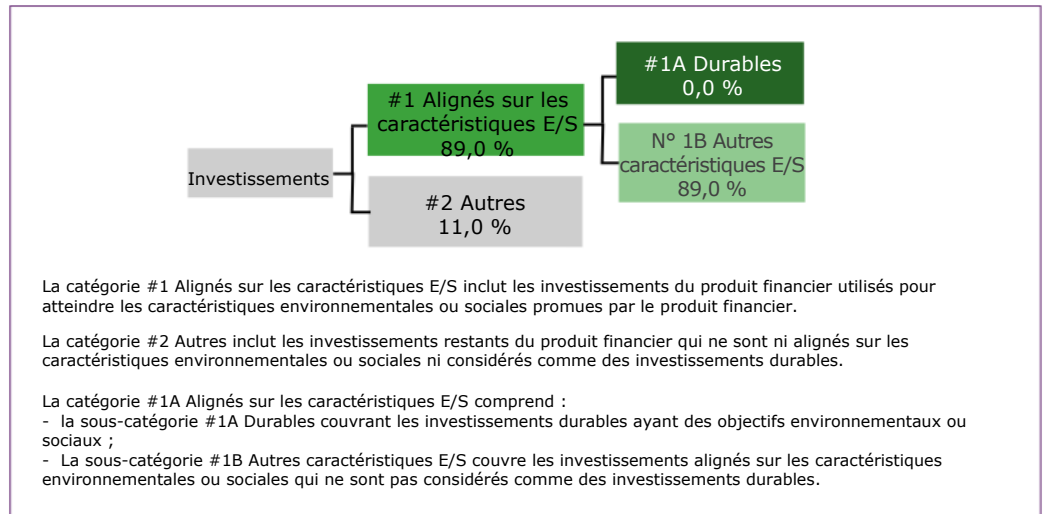 Investissements
#1 Alignés sur les
caractéristiques E/S
89,0 %
#2 Autres
11,0 %
#1A Durables
0,0 %
N° 1B Autres
caractéristiques E/S
89,0 %
La catégorie #1 Alignés sur les caractéristiques E/S inclut les investissements du produit financier utilisés pour
atteindre les caractéristiques environnementales ou sociales promues par le produit financier.
La catégorie #2 Autres inclut les investissements restants du produit financier qui ne sont ni alignés sur les
caractéristiques environnementales ou sociales ni considérés comme des investissements durables.
La catégorie #1A Alignés sur les caractéristiques E/S comprend :
- la sous-catégorie #1A Durables couvrant les investissements durables ayant des objectifs environnementaux ou
sociaux ;
- La sous-catégorie #1B Autres caractéristiques E/S couvre les investissements alignés sur les caractéristiques
environnementales ou sociales qui ne sont pas considérés comme des investissements durables.